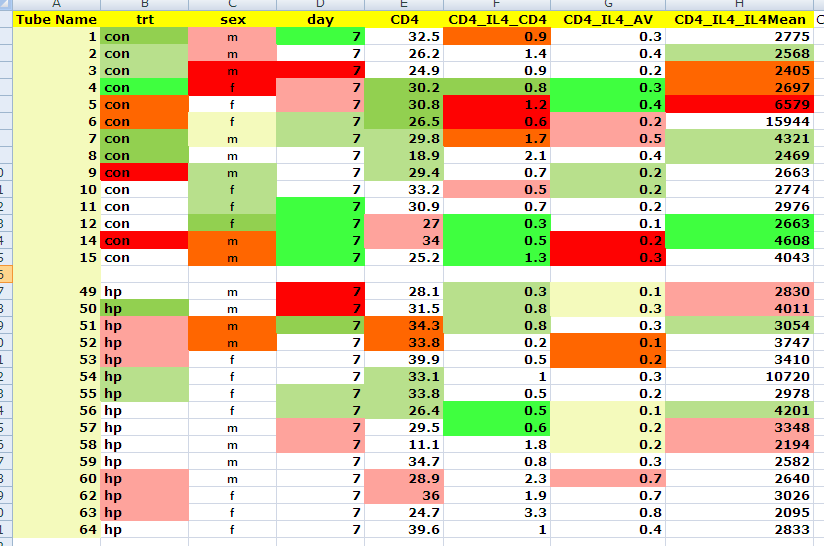 A B C D E F G H
Tube Name trt sex day CD4 CD4_IL4_CD4 CD4_IL4_AV CD4_IL4_IL4Mean C
1 con m 7 32.5 0.9 0.3 2775
2 con m 7 26.2 1.4 0.4 2568
3 con m 7 24.9 0.9 0.2 2405
4 con f 7 30.2 0.8 0.3 2697
5 con f 7 30.8 1.2 0.4 6579
6 con f 7 26.5 0.6 0.2 15944
7 con m 7 29.8 1.7 0.5 4321
8 con m 7 18.9 2.1 0.4 2469
9 con m 7 29.4 0.7 0.2 2663
10 con f 7 33.2 0.5 0.2 2774
11 con f 7 30.9 0.7 0.2 2976
12 con f 7 27 0.3 0.1 2663
14 con m 7 34 0.5 0.2 4608
15 con m 7 25.2 1.3 0.3 4043
49 hp m 7 28.1 0.3 0.1 2830
50 hp m 7 31.5 0.8 0.3 4011
51 hp m 7 34.3 0.8 0.3 3054
52 hp m 7 33.8 0.2 0.1 3747
53 hp f 7 39.9 0.5 0.2 3410
54 hp f 7 33.1 1 0.3 10720
55 hp f 7 33.8 0.5 0.2 2978
56 hp f 7 26.4 0.5 0.1 4201
57 hp m 7 29.5 0.6 0.2 3348
58 hp m 7 11.1 1.8 0.2 2194
59 hp m 7 34.7 0.8 0.3 2582
60 hp m 7 28.9 2.3 0.7 2640
62 hp f 7 36 1.9 0.7 3026
63 hp f 7 24.7 3.3 0.8 2095
64 hp f 7 39.6 1 0.4 2833